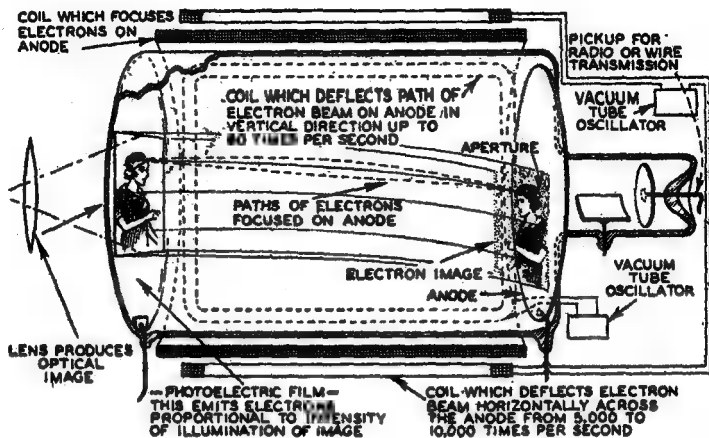 COIL WHICH FOCUSES
ELECTRONS ON
ANODE
PICKUP FOR
RADIO OR WIRE
TRANSMISSION
COIL WHICH DEFLECTS PATH OF
ELECTRON BEAM ON ANODE IN
VERTICAL DIRECTION UP TO
TIMES PER SECOND
VACUUM
TUBE
OSCILLATOR
APERTURE
PATHS OF ELECTRONS
FOCUSED ON ANODE
ELECTRON IMAGE
ANODE
VACUUM
TUBE
OSCILLATOR
LENS PRODUCES
OPTICAL
IMAGE
PHOTOELECTRIC FILM
THIS EMITS ELECTRONS
PROPORTIONAL TO INTENSITY
OF ILLUMINATION OF IMAGE
COIL WHICH DEFLECTS ELECTRON
BEAM HORIZONTALLY ACROSS
THE ANODE FROM 5,000 TO
10,000 TIMES PER SECOND